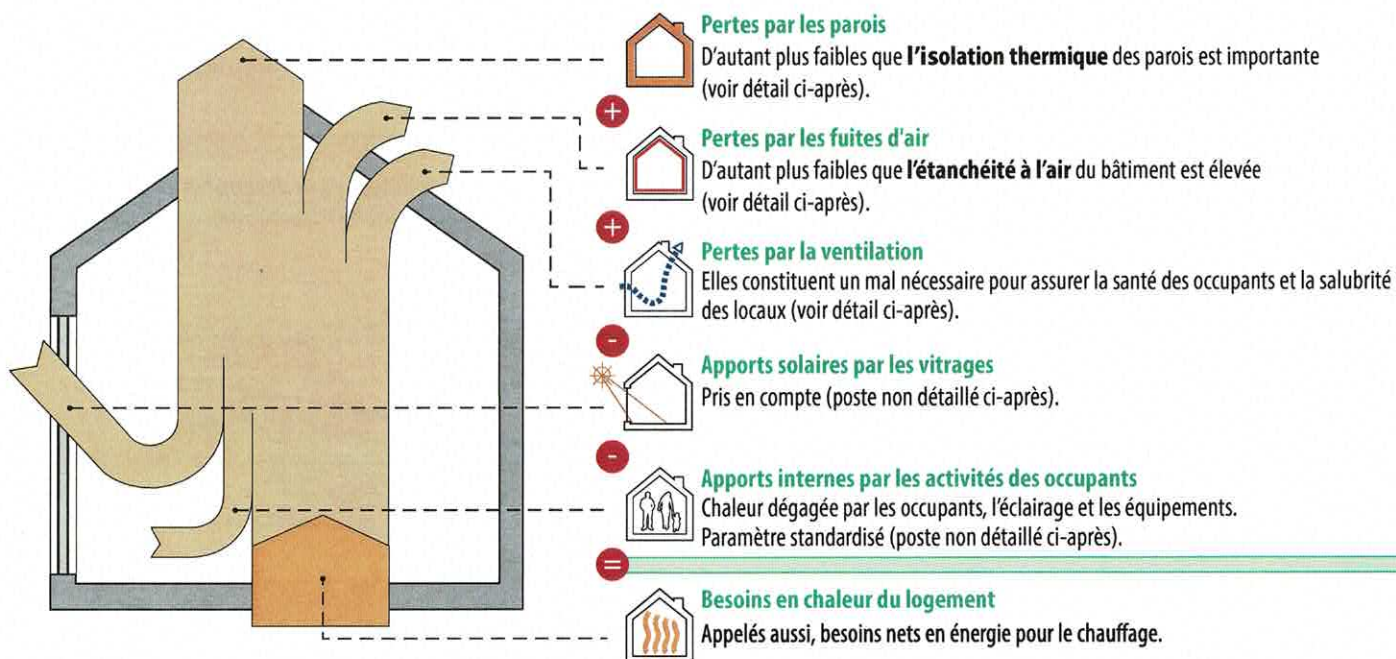 Pertes par les parois
D'autant plus faibles que l'isolation thermique des parois est importante
(voir détail ci-après).
+
Pertes par les fuites d'air
D'autant plus faibles que l'étanchéité à l'air du bâtiment est élevée
(voir détail ci-après).
+
Pertes par la ventilation
Elles constituent un mal nécessaire pour assurer la santé des occupants et la salubrité
des locaux (voir détail ci-après).
-
Apports solaires par les vitrages
Pris en compte (poste non détaillé ci-après).
-
Apports internes par les activités des occupants
Chaleur dégagée par les occupants, l'éclairage et les équipements.
Paramètre standardisé (poste non détaillé ci-après).
=
Besoins en chaleur du logement
Appelés aussi, besoins nets en énergie pour le chauffage.